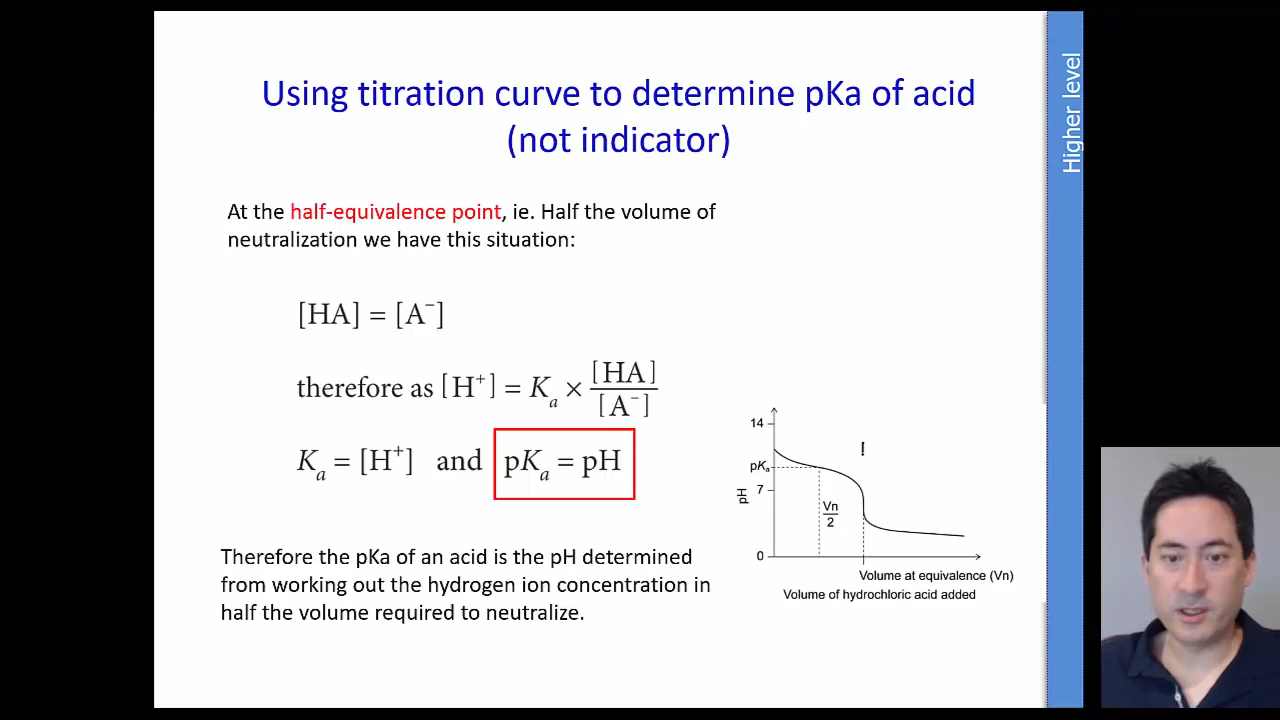 Using titration curve to determine pKa of acid
(not indicator)
Higher level
At the half-equivalence point, ie. Half the volume of
neutralization we have this situation:
[HA] = [A⁻]
therefore as [H⁺] = Kₐ × [HA]
[A⁻]
Kₐ = [H⁺] and pKₐ = pH
Therefore the pKa of an acid is the pH determined
from working out the hydrogen ion concentration in
half the volume required to neutralize.
14
pKₐ
7
pH
Vn
2
0
Volume at equivalence (Vn)
Volume of hydrochloric acid added